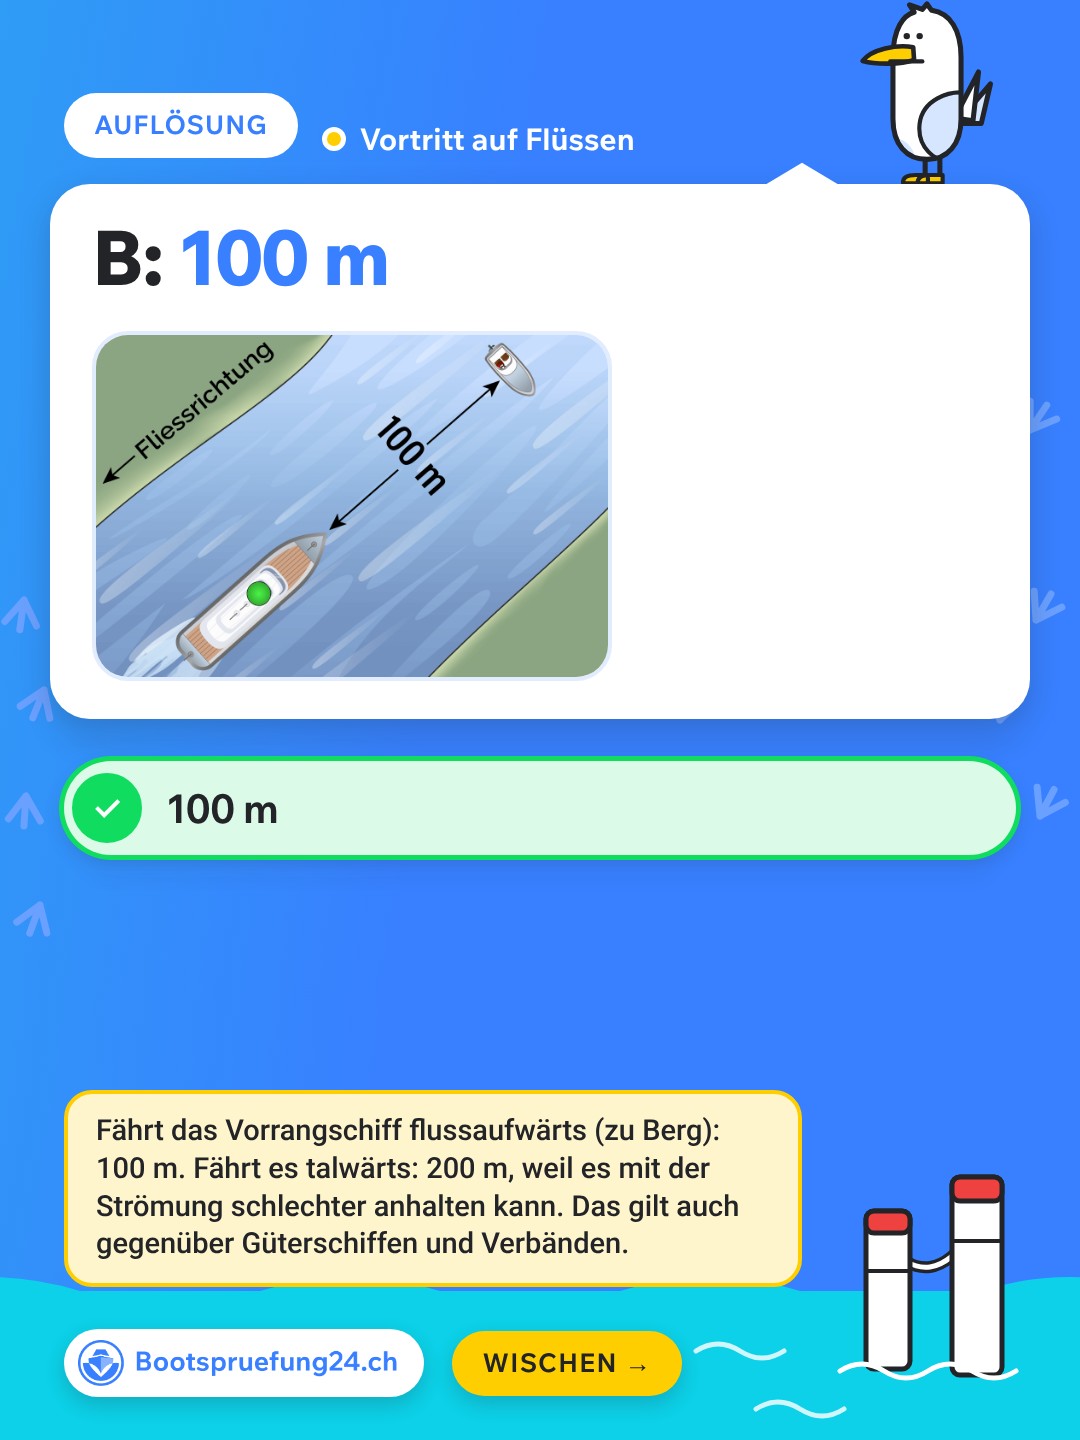 AUFLÖSUNG
Vortritt auf Flüssen
B: 100 m
Fliessrichtung
100 m
100 m
Fährt das Vorrangschiff flussaufwärts (zu Berg):
100 m. Fährt es talwärts: 200 m, weil es mit der
Strömung schlechter anhalten kann. Das gilt auch
gegenüber Güterschiffen und Verbänden.
Bootspruefung24.ch
WISCHEN →